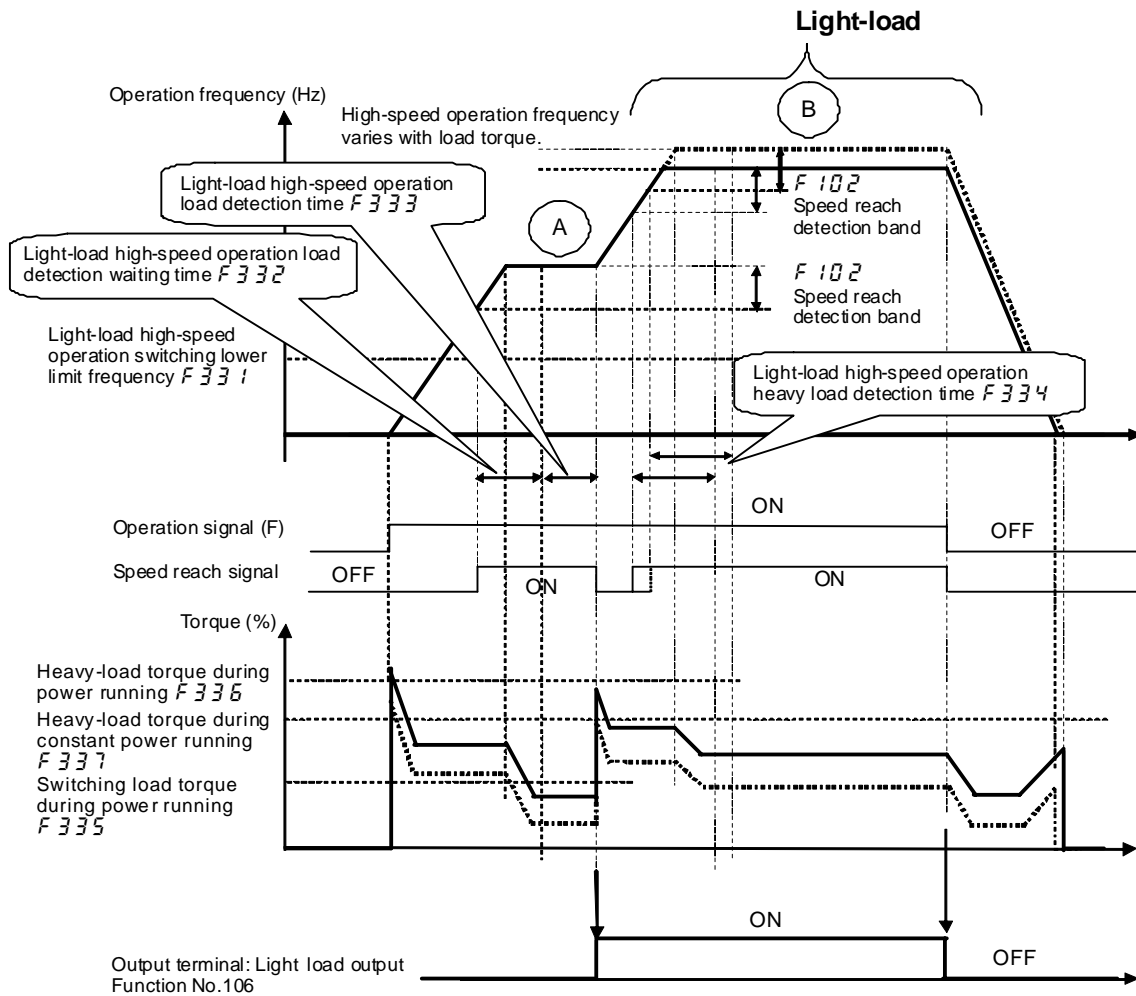 Light-load
Operation frequency (Hz)
High-speed operation frequency
varies with load torque.
B
Light-load high-speed operation
load detection time F333
F102
Speed reach
detection band
A
Light-load high-speed operation load
detection waiting time F332
F102
Speed reach
detection band
Light-load high-speed
operation switching lower
limit frequency F331
Light-load high-speed operation
heavy load detection time F334
ON
Operation signal (F)
OFF
Speed reach signal
OFF
ON
ON
Torque (%)
Heavy-load torque during
power running F336
Heavy-load torque during
constant power running
F337
Switching load torque
during power running
F335
ON
OFF
Output terminal: Light load output
Function No.106